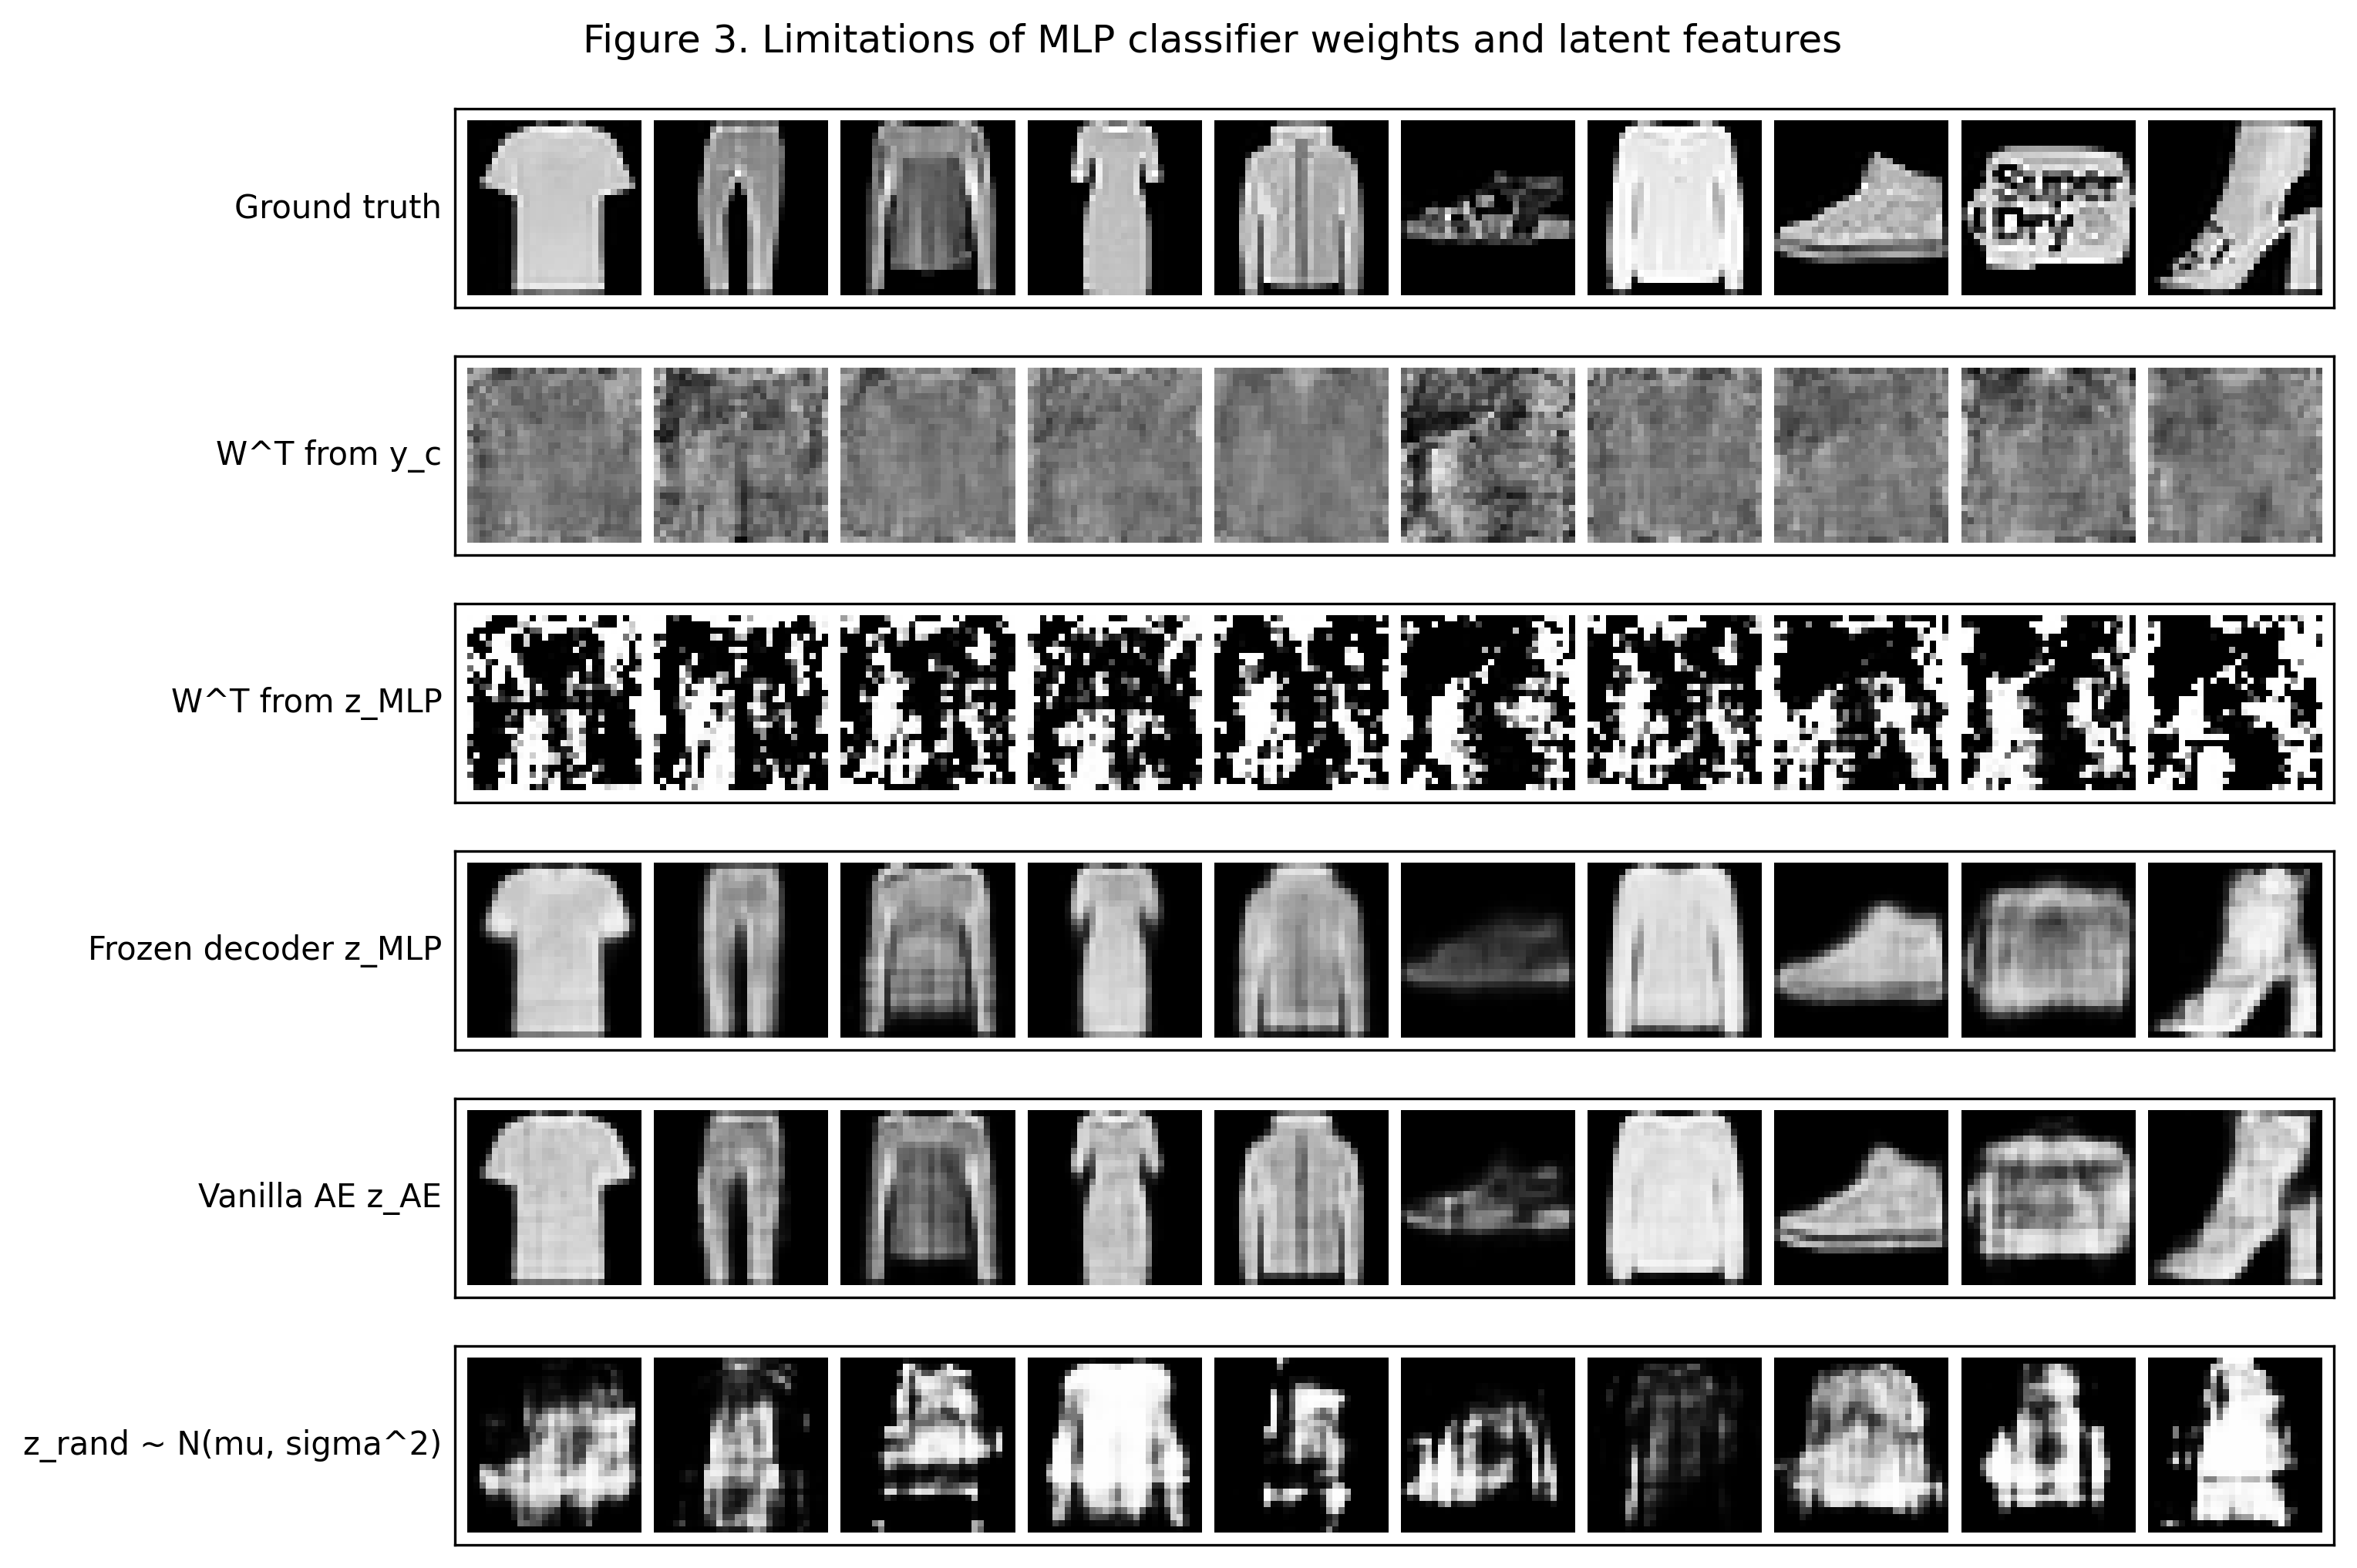 Figure 3. Limitations of MLP classifier weights and latent features
Ground truth
Super
Dry
W^T from y_c
W^T from z_MLP
Frozen decoder z_MLP
Vanilla AE z_AE
z_rand ~ N(mu, sigma^2)